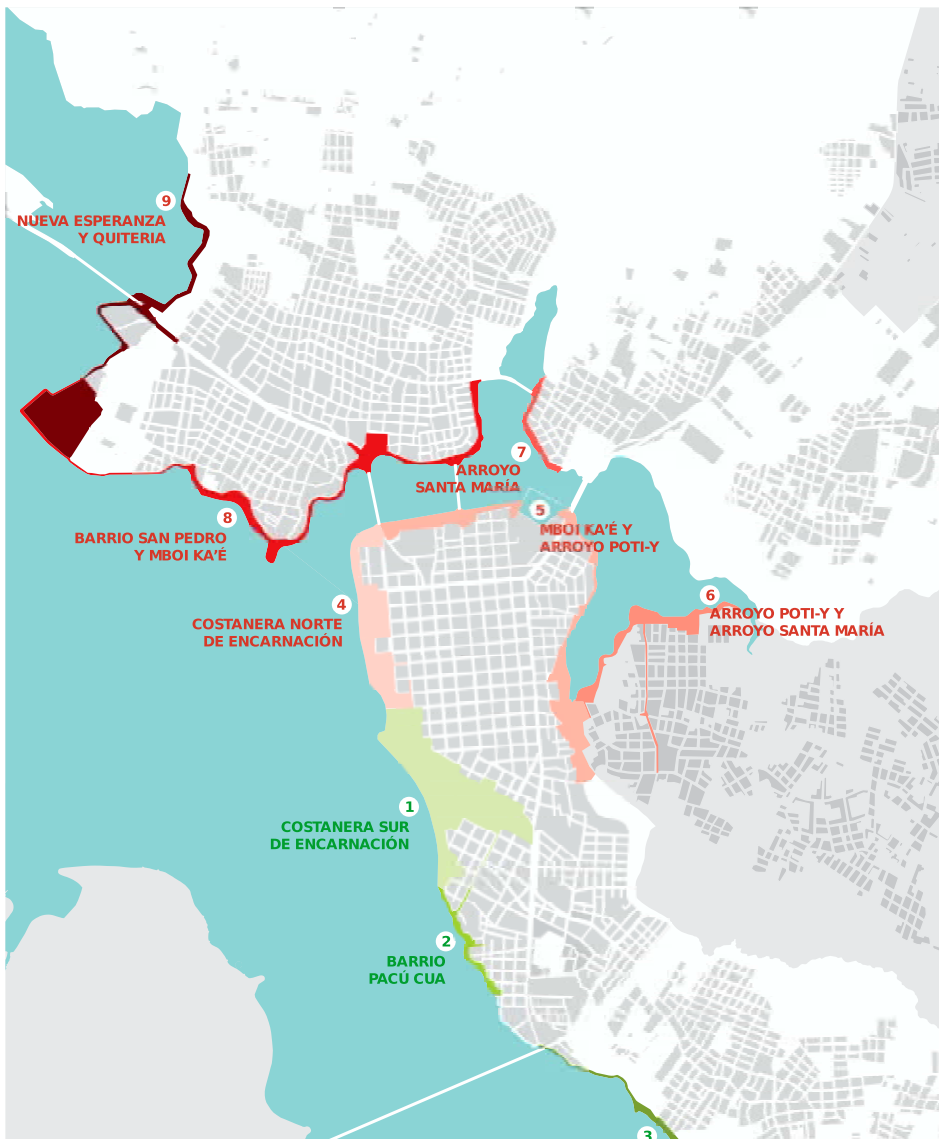 9
NUEVA ESPERANZA
Y QUITERIA
7
ARROYO
SANTA MARÍA
5
MBOI KA'É Y
ARROYO POTI-Y
8
BARRIO SAN PEDRO
Y MBOI KA'É
6
ARROYO POTI-Y Y
ARROYO SANTA MARÍA
4
COSTANERA NORTE
DE ENCARNACIÓN
1
COSTANERA SUR
DE ENCARNACIÓN
2
BARRIO
PACÚ CUA
3